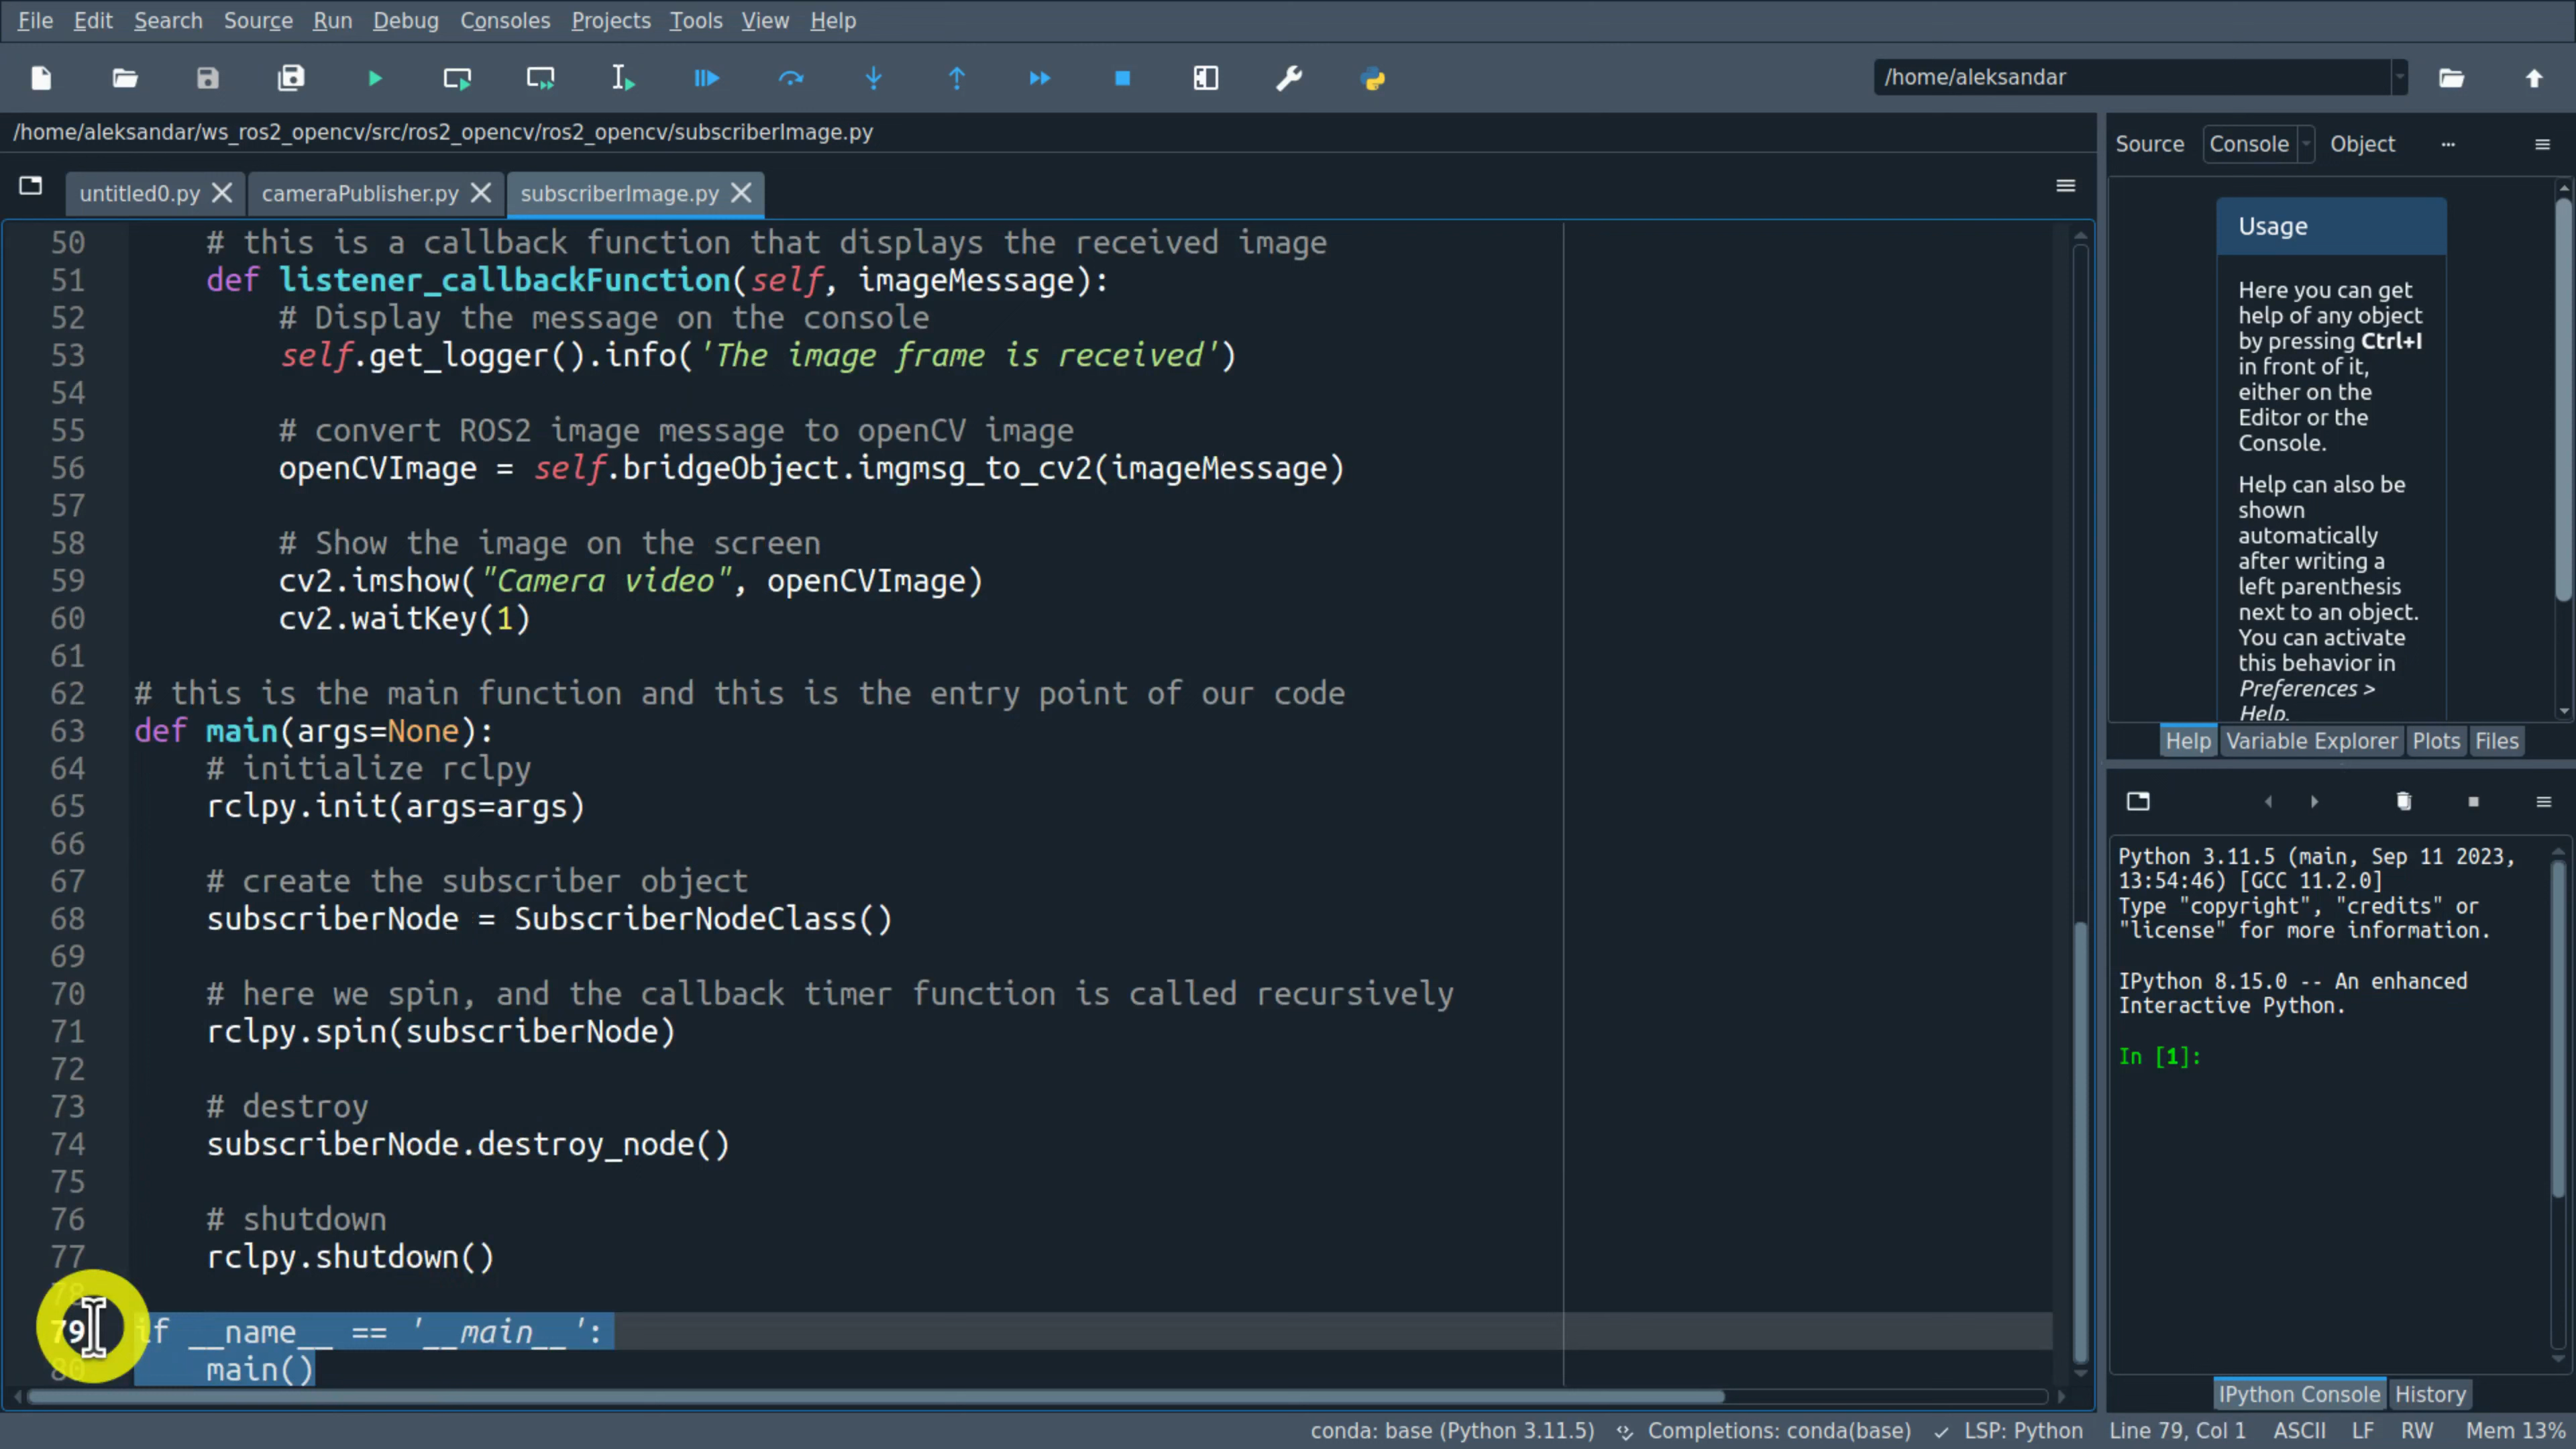 File Edit Search Source Run Debug Consoles Projects Tools View Help
/home/aleksandar
/home/aleksandar/ws_ros2_opencv/src/ros2_opencv/ros2_opencv/subscriberImage.py
untitled0.py cameraPublisher.py subscriberImage.py
50 # this is a callback function that displays the received image
51 def listener_callbackFunction(self, imageMessage):
52 # Display the message on the console
53 self.get_logger().info('The image frame is received')
54
55 # convert ROS2 image message to openCV image
56 openCVImage = self.bridgeObject.imgmsg_to_cv2(imageMessage)
57
58 # Show the image on the screen
59 cv2.imshow("Camera video", openCVImage)
60 cv2.waitKey(1)
61
62 # this is the main function and this is the entry point of our code
63 def main(args=None):
64 # initialize rclpy
65 rclpy.init(args=args)
66
67 # create the subscriber object
68 subscriberNode = SubscriberNodeClass()
69
70 # here we spin, and the callback timer function is called recursively
71 rclpy.spin(subscriberNode)
72
73 # destroy
74 subscriberNode.destroy_node()
75
76 # shutdown
77 rclpy.shutdown()
78
79 if __name__ == '__main__':
80 main()
Source Console Object ...
Usage
Here you can get
help of any object
by pressing Ctrl+I
in front of it,
either on the
Editor or the
Console.
Help can also be
shown
automatically
after writing a
left parenthesis
next to an object.
You can activate
this behavior in
Preferences >
Help.
Help Variable Explorer Plots Files
Python 3.11.5 (main, Sep 11 2023,
13:54:46) [GCC 11.2.0]
Type "copyright", "credits" or
"license" for more information.
IPython 8.15.0 -- An enhanced
Interactive Python.
In [1]:
IPython Console History
conda: base (Python 3.11.5) Completions: conda(base) LSP: Python Line 79, Col 1 ASCII LF RW Mem 13%